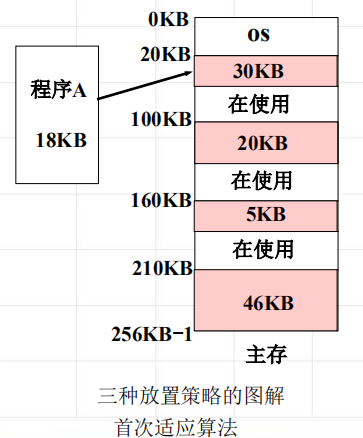 0KB
os
20KB
30KB
程序A
18KB
在使用
100KB
20KB
在使用
160KB
5KB
在使用
210KB
46KB
256KB-1
主存
三种放置策略的图解
首次适应算法